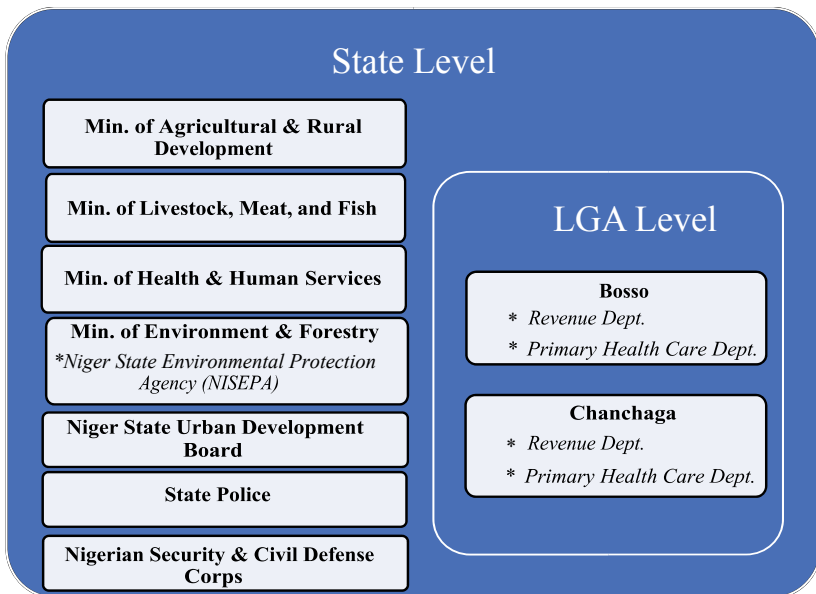 State Level
Min. of Agricultural & Rural
Development
Min. of Livestock, Meat, and Fish
Min. of Health & Human Services
Min. of Environment & Forestry
*Niger State Environmental Protection
Agency (NISEPA)
Niger State Urban Development
Board
State Police
Nigerian Security & Civil Defense
Corps
LGA Level
Bosso
* Revenue Dept.
* Primary Health Care Dept.
Chanchaga
* Revenue Dept.
* Primary Health Care Dept.